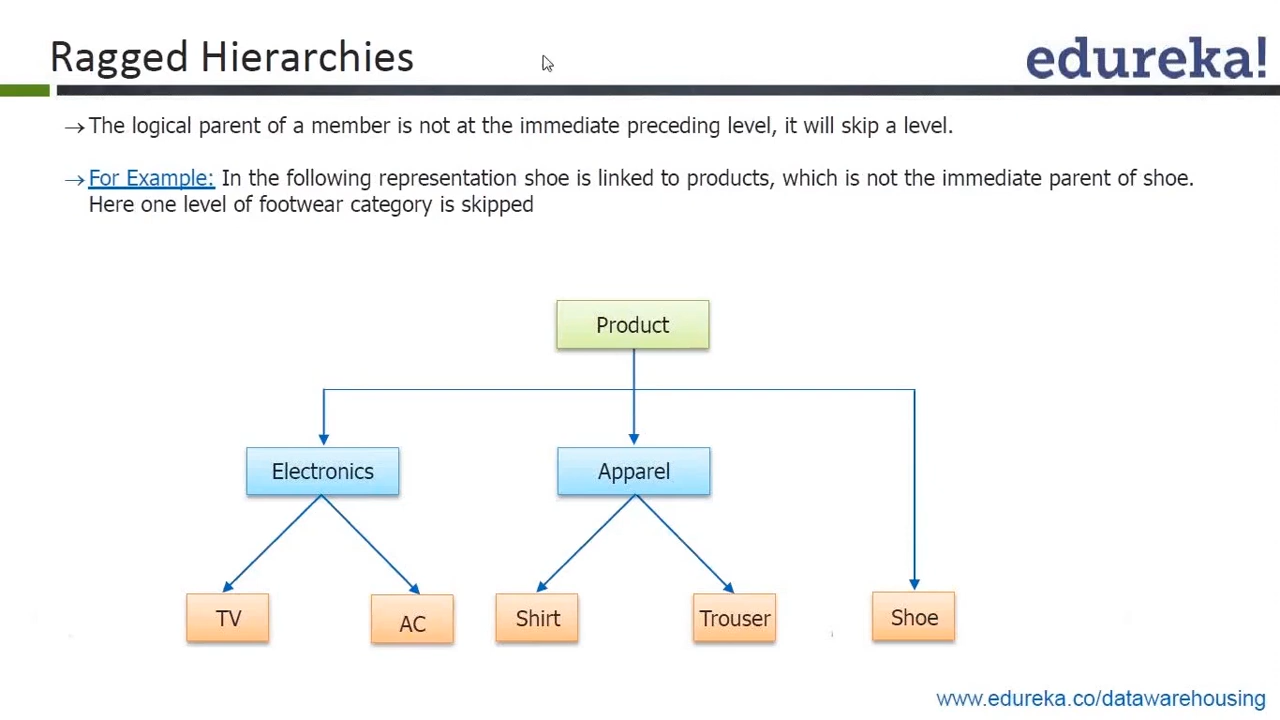 Ragged Hierarchies
edureka!
→The logical parent of a member is not at the immediate preceding level, it will skip a level.
→For Example: In the following representation shoe is linked to products, which is not the immediate parent of shoe.
Here one level of footwear category is skipped
Product
Electronics
Apparel
TV
AC
Shirt
Trouser
Shoe
www.edureka.co/datawarehousing